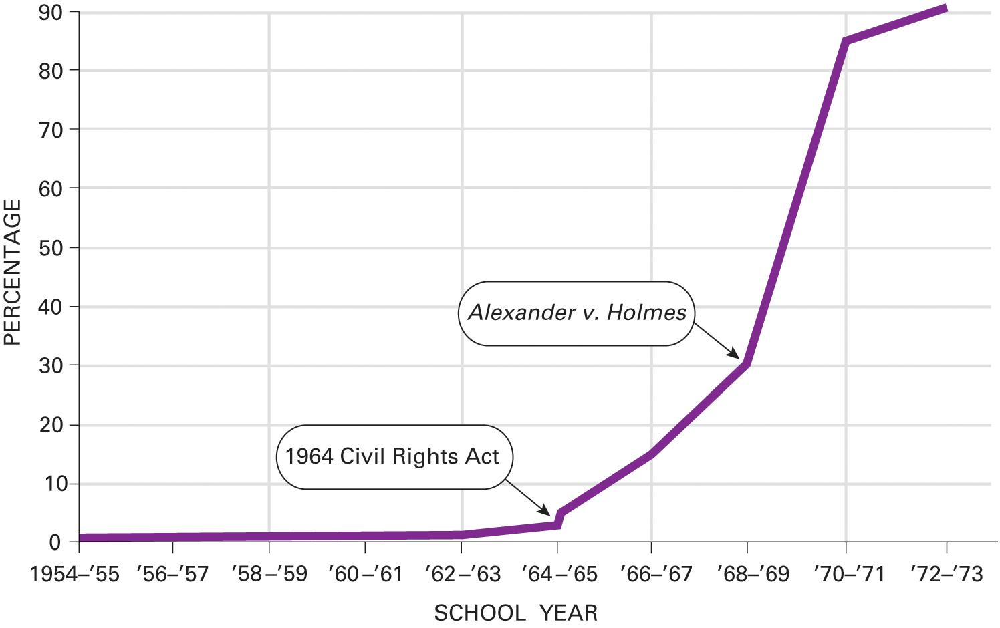 90
80
70
60
50
40
30
20
10
0
PERCENTAGE
Alexander v. Holmes
1964 Civil Rights Act
1954–’55 ’56–’57 ’58–’59 ’60–’61 ’62–’63 ’64–’65 ’66–’67 ’68–’69 ’70–’71 ’72–’73
SCHOOL YEAR